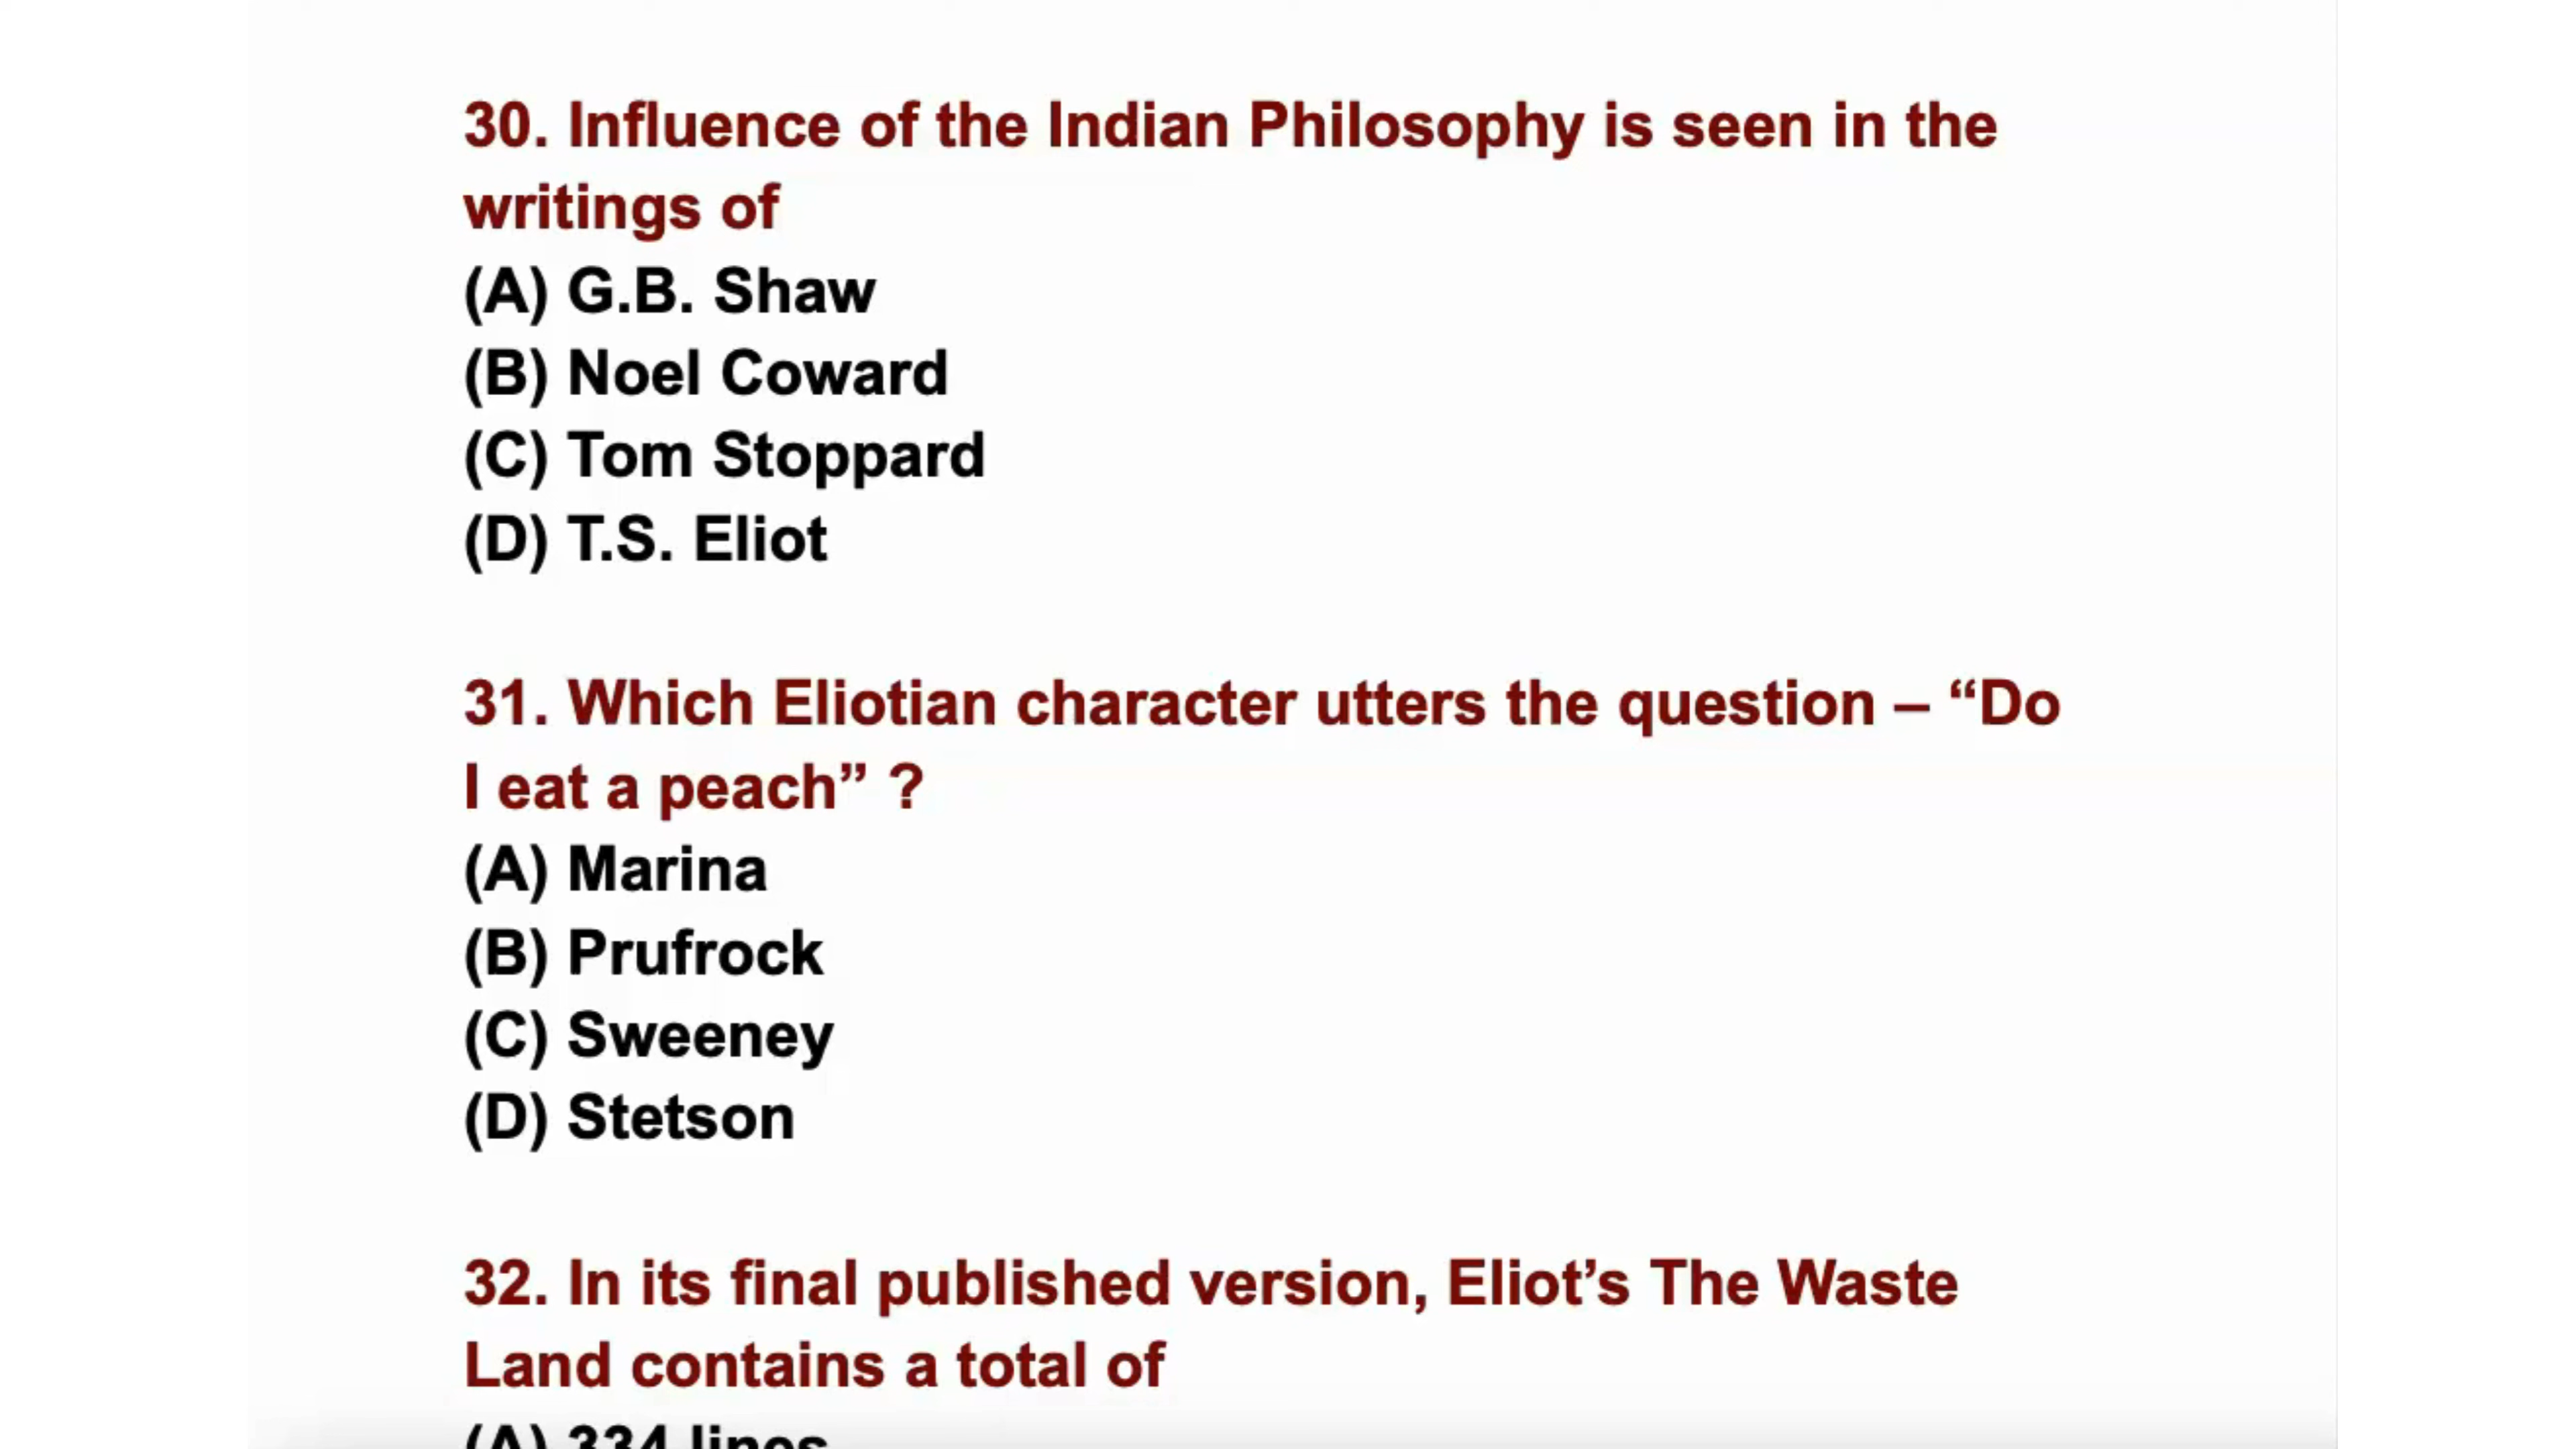 30. Influence of the Indian Philosophy is seen in the
writings of
(A) G.B. Shaw
(B) Noel Coward
(C) Tom Stoppard
(D) T.S. Eliot
31. Which Eliotian character utters the question – “Do
I eat a peach” ?
(A) Marina
(B) Prufrock
(C) Sweeney
(D) Stetson
32. In its final published version, Eliot’s The Waste
Land contains a total of
(A) 334 lines